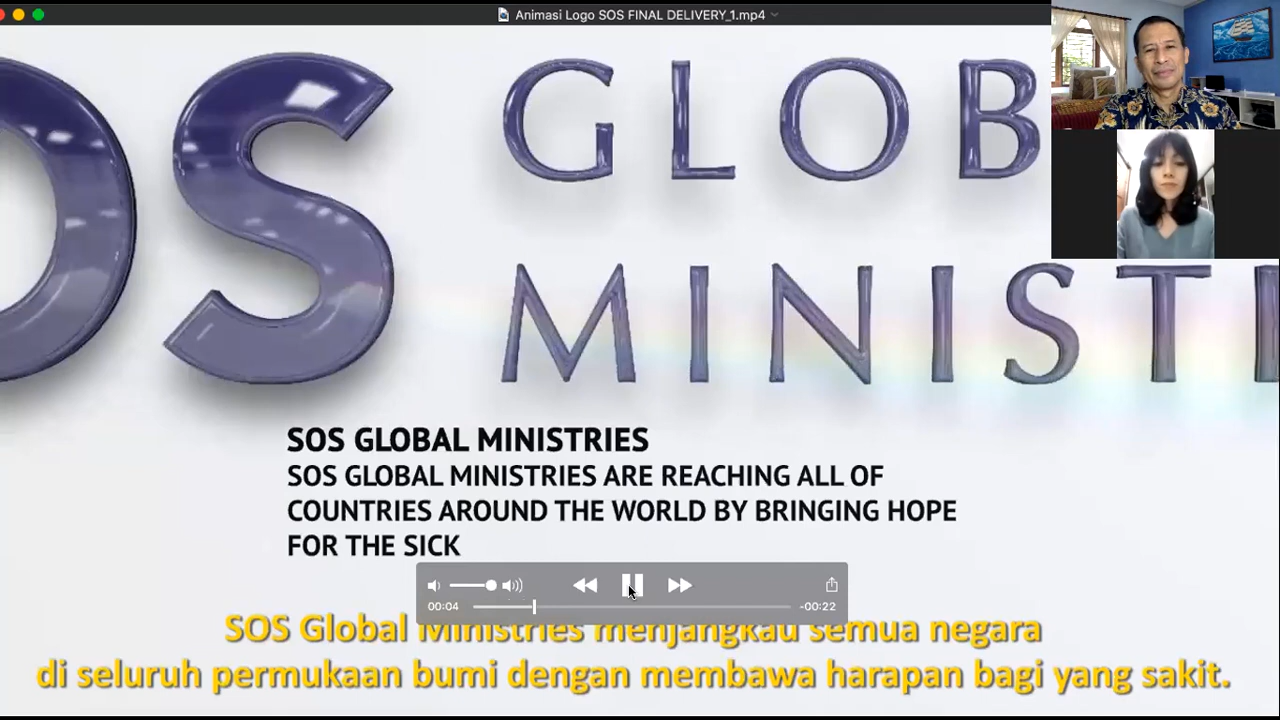 Animasi Logo SOS FINAL DELIVERY_1.mp4
OS GLOB
MINISTI
SOS GLOBAL MINISTRIES
SOS GLOBAL MINISTRIES ARE REACHING ALL OF
COUNTRIES AROUND THE WORLD BY BRINGING HOPE
FOR THE SICK
00:04
-00:22
SOS Global Ministries menjangkau semua negara
di seluruh permukaan bumi dengan membawa harapan bagi yang sakit.